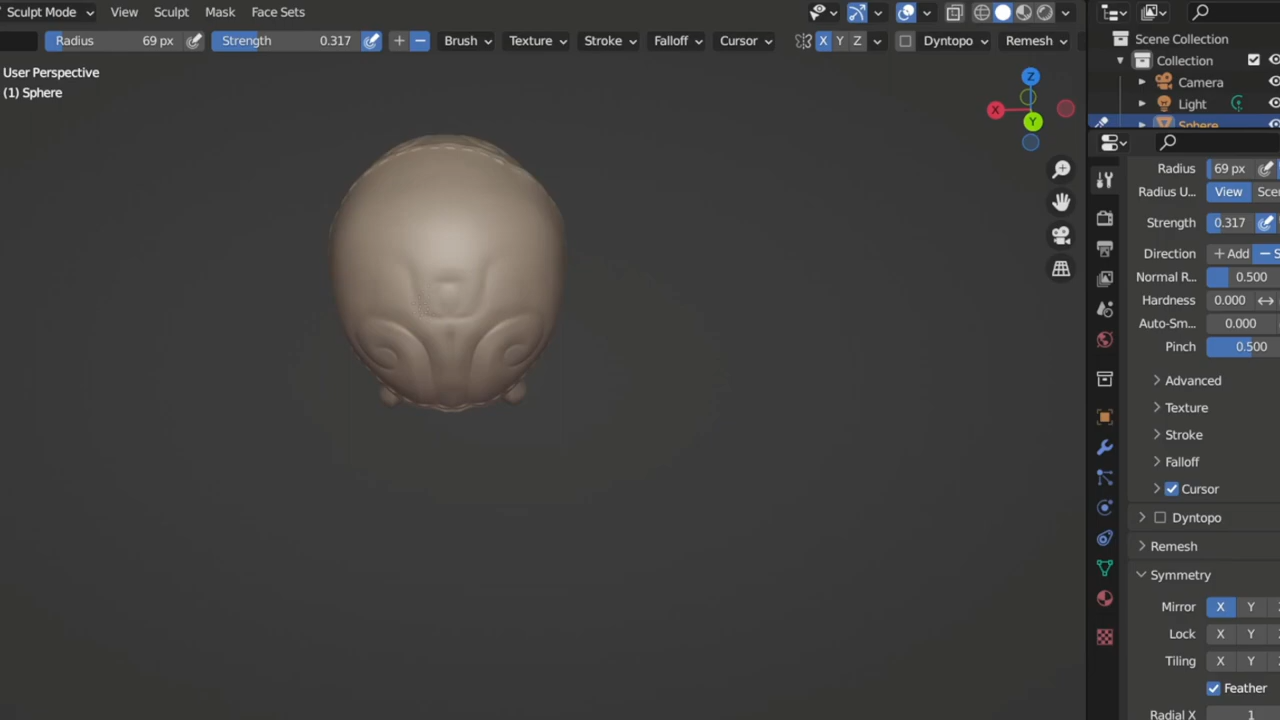 Sculpt Mode View Sculpt Mask Face Sets
Radius 69 px Strength 0.317 Brush Texture Stroke Falloff Cursor X Y Z Dyntopo Remesh
User Perspective
(1) Sphere
Z
X
Y
Scene Collection
Collection
Camera
Light
Sphere
Radius 69 px
Radius U... View Sce
Strength 0.317
Direction + Add — S
Normal R... 0.500
Hardness 0.000
Auto-Sm... 0.000
Pinch 0.500
Advanced
Texture
Stroke
Falloff
Cursor
Dyntopo
Remesh
Symmetry
Mirror X Y
Lock X Y
Tiling X Y
Feather
Radial X 1